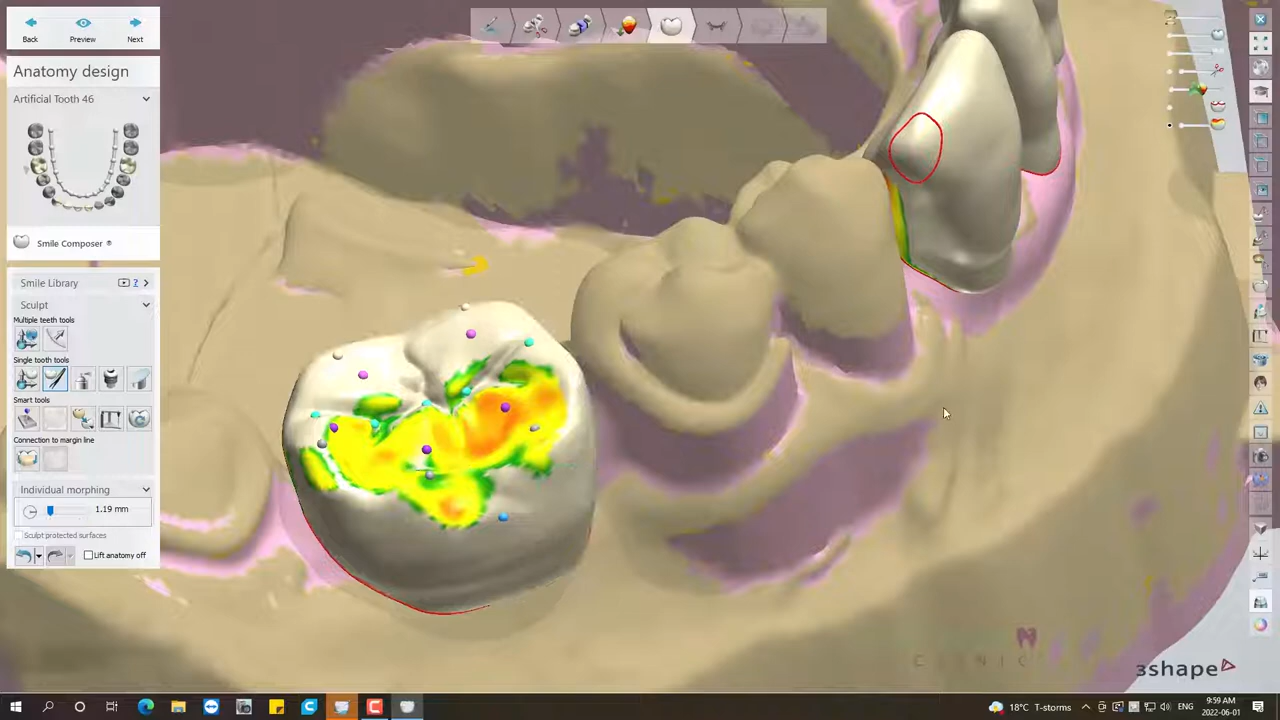 Back
Preview
Next
Anatomy design
Artificial Tooth 46
Smile Composer ®
Smile Library
?
Sculpt
Multiple teeth tools
Single tooth tools
Smart tools
Connection to margin line
Individual morphing
1.19 mm
Sculpt protected surfaces
Lift anatomy off
CLINIC
3shape
18°C T-storms
ENG
9:59 AM
2022-06-01